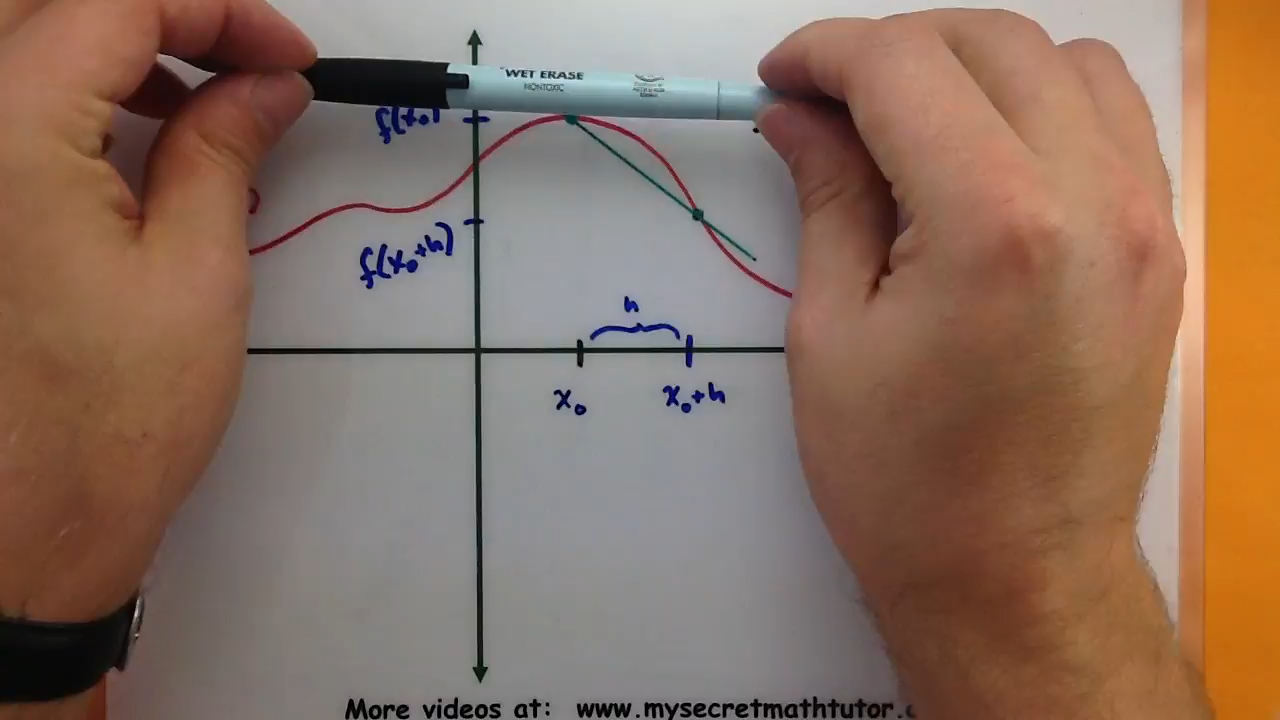 WET ERASE
NONTOXIC
f(x₀)
f(x₀+h)
h
x₀
x₀+h
More videos at: www.mysecretmathtutor.